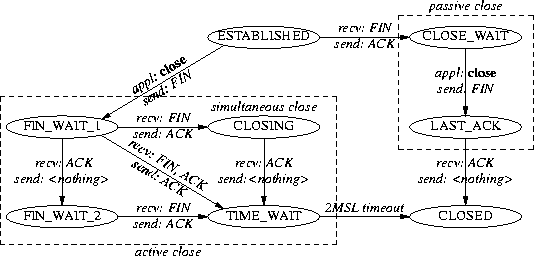 passive close
recv: FIN
ESTABLISHED
CLOSE_WAIT
send: ACK
appl: close
send: FIN
appl: close
send: FIN
simultaneous close
recv: FIN
FIN_WAIT_1
CLOSING
LAST_ACK
send: ACK
recv: FIN, ACK
send: ACK
recv: ACK
send: <nothing>
recv: ACK
send: <nothing>
recv: ACK
send: <nothing>
recv: FIN
2MSL timeout
FIN_WAIT_2
TIME_WAIT
CLOSED
send: ACK
active close